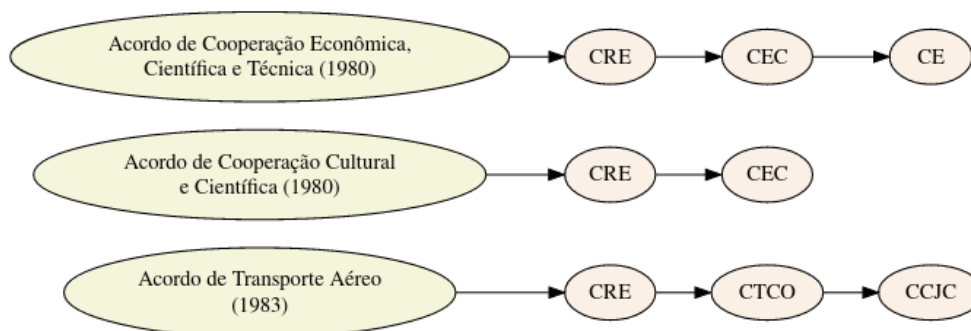 Acordo de Cooperação Econômica,
Científica e Técnica (1980)
CRE
CEC
CE
Acordo de Cooperação Cultural
e Científica (1980)
CRE
CEC
Acordo de Transporte Aéreo
(1983)
CRE
CTCO
CCJC